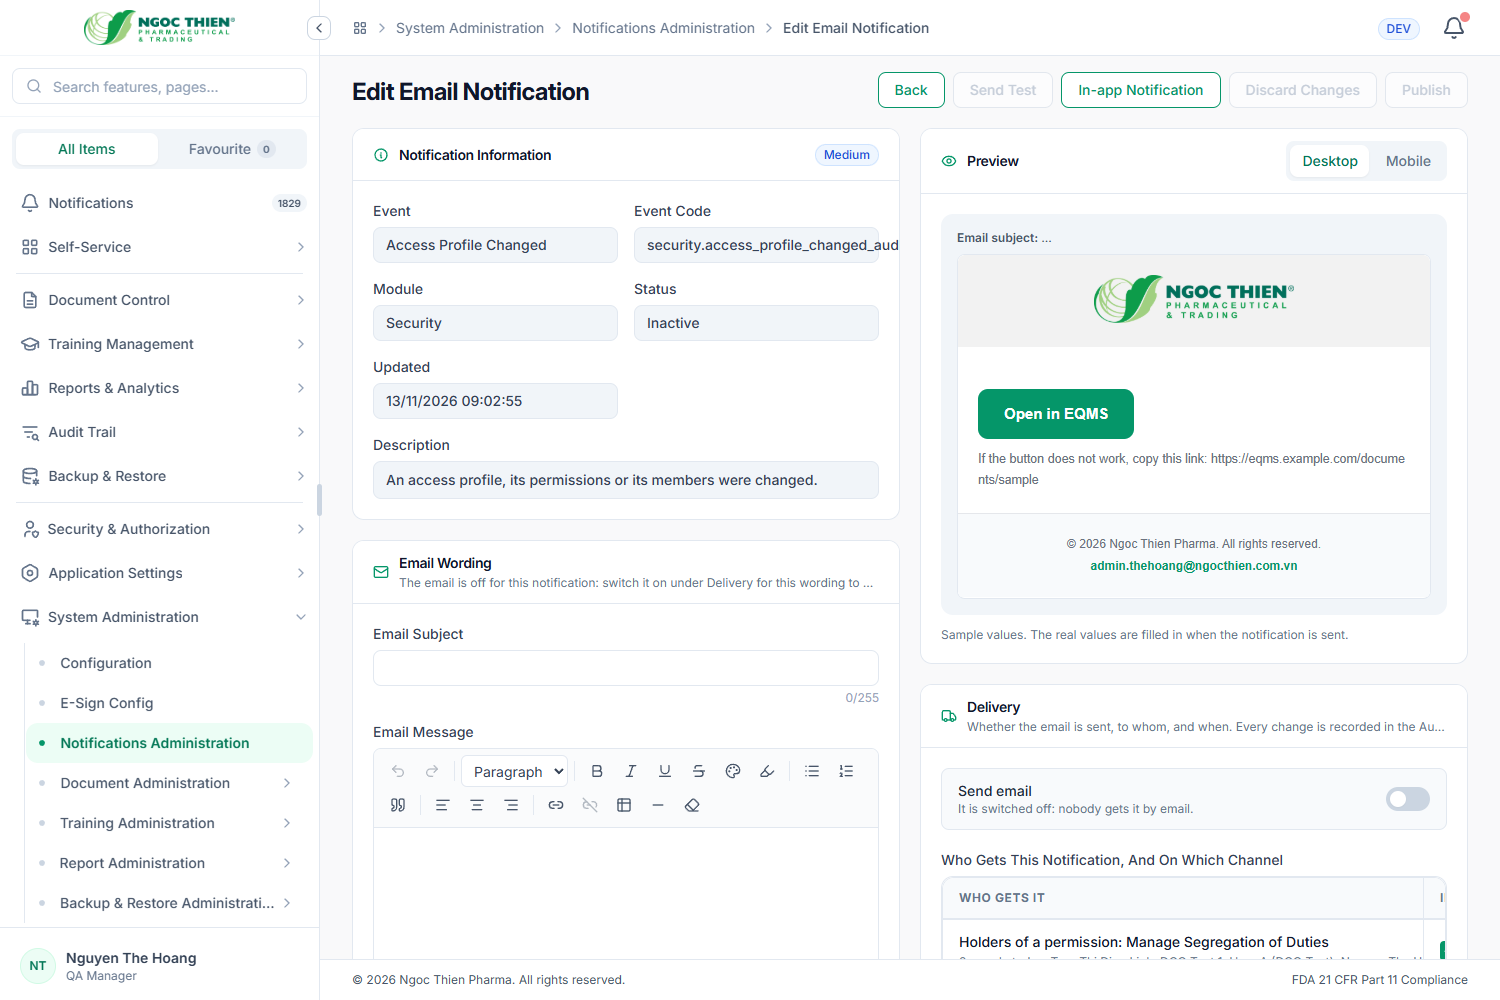 NGOC THIEN®
PHARMACEUTICAL
& TRADING
Search features, pages...
All Items
Favourite 0
Notifications 1829
Self-Service
Document Control
Training Management
Reports & Analytics
Audit Trail
Backup & Restore
Security & Authorization
Application Settings
System Administration
Configuration
E-Sign Config
Notifications Administration
Document Administration
Training Administration
Report Administration
Backup & Restore Administrati...
NT
Nguyen The Hoang
QA Manager
System Administration
Notifications Administration
Edit Email Notification
DEV
Edit Email Notification
Back
Send Test
In-app Notification
Discard Changes
Publish
Notification Information
Medium
Event
Event Code
Access Profile Changed
security.access_profile_changed_aud
Module
Status
Security
Inactive
Updated
13/11/2026 09:02:55
Description
An access profile, its permissions or its members were changed.
Email Wording
The email is off for this notification: switch it on under Delivery for this wording to ...
Email Subject
0/255
Email Message
Paragraph
Preview
Desktop
Mobile
Email subject: ...
NGOC THIEN®
PHARMACEUTICAL
& TRADING
Open in EQMS
If the button does not work, copy this link: https://eqms.example.com/docume
nts/sample
© 2026 Ngoc Thien Pharma. All rights reserved.
admin.thehoang@ngocthien.com.vn
Sample values. The real values are filled in when the notification is sent.
Delivery
Whether the email is sent, to whom, and when. Every change is recorded in the Au...
Send email
It is switched off: nobody gets it by email.
Who Gets This Notification, And On Which Channel
WHO GETS IT
Holders of a permission: Manage Segregation of Duties
© 2026 Ngoc Thien Pharma. All rights reserved.
FDA 21 CFR Part 11 Compliance